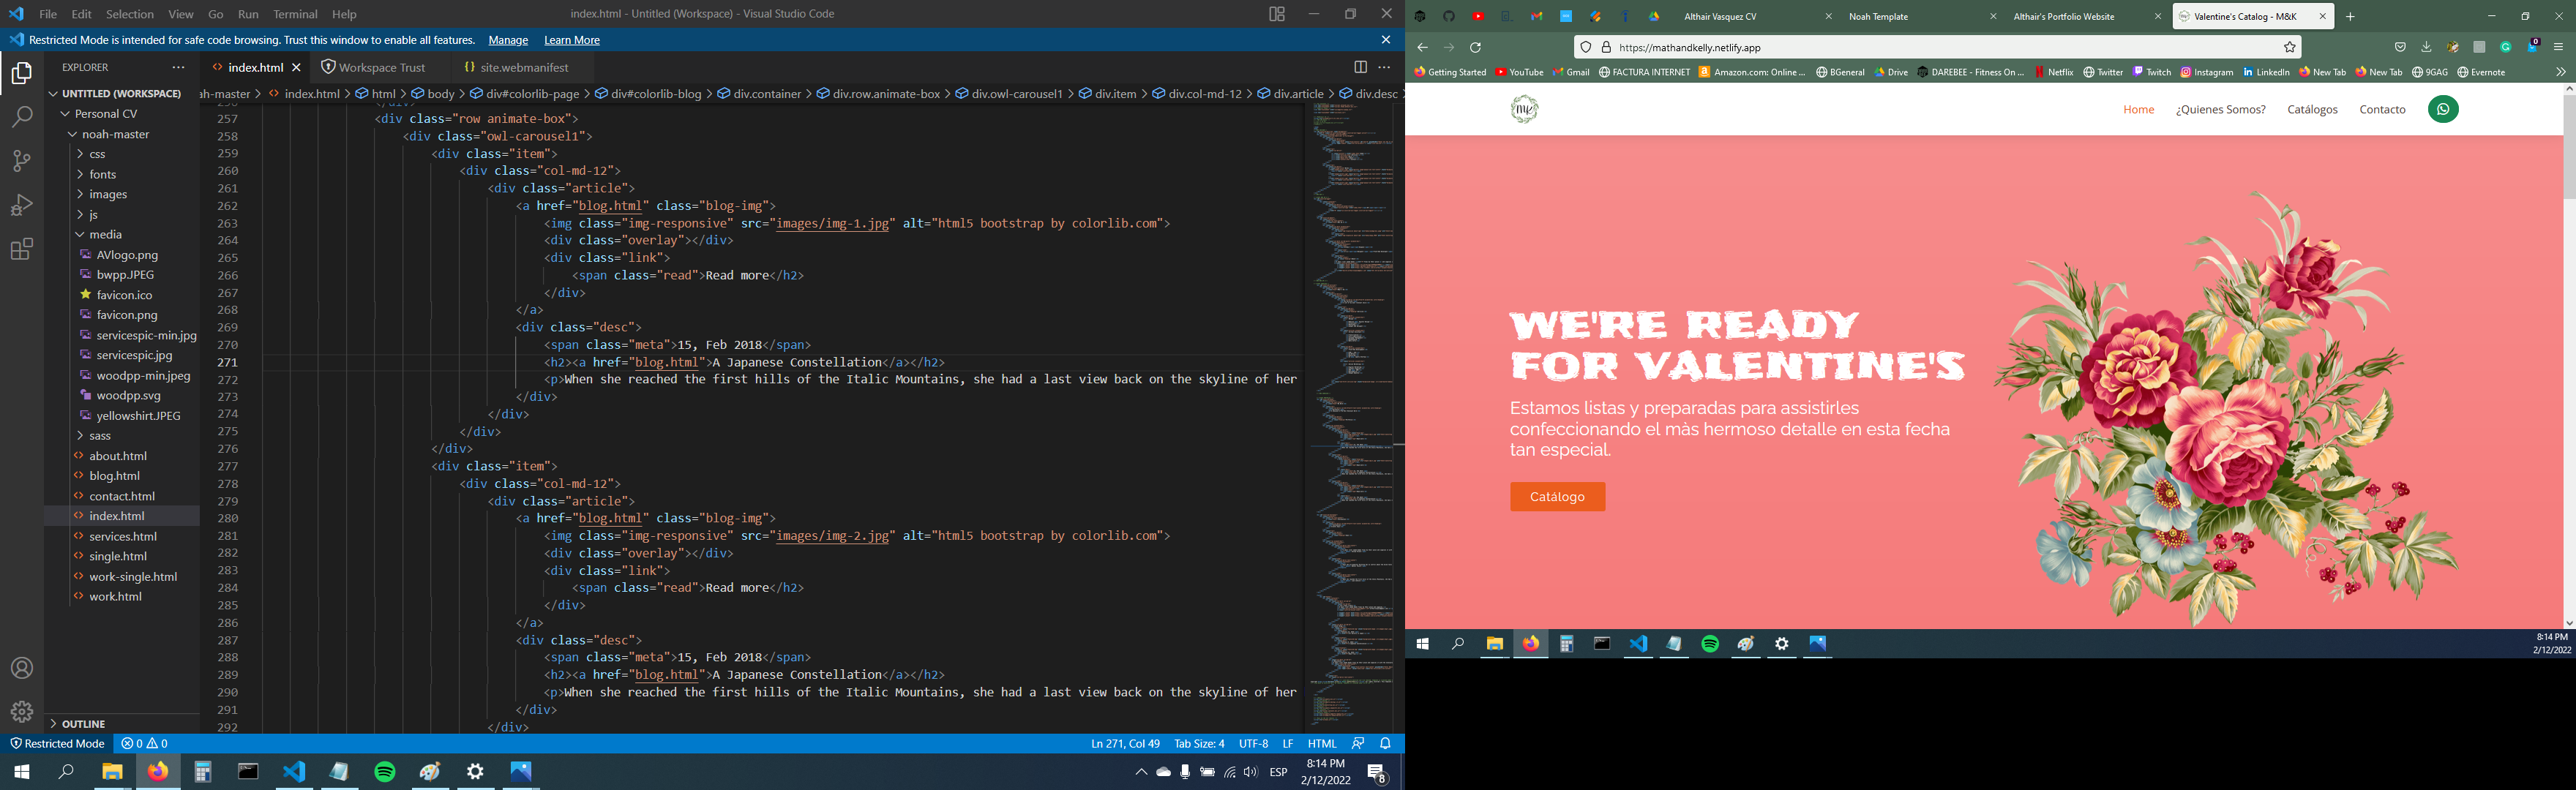 File Edit Selection View Go Run Terminal Help
index.html - Untitled (Workspace) - Visual Studio Code
Restricted Mode is intended for safe code browsing. Trust this window to enable all features. Manage Learn More
EXPLORER
UNTITLED (WORKSPACE)
Personal CV
noah-master
css
fonts
images
js
media
AVlogo.png
bwpp.JPEG
favicon.ico
favicon.png
servicespic-min.jpg
servicespic.jpg
woodpp-min.jpeg
woodpp.svg
yellowshirt.JPEG
sass
about.html
blog.html
contact.html
index.html
services.html
single.html
work-single.html
work.html
OUTLINE
index.html Workspace Trust site.webmanifest
ah-master > index.html > html > body > div#colorlib-page > div#colorlib-blog > div.container > div.row.animate-box > div.owl-carousel1 > div.item > div.col-md-12 > div.article > div.desc
256 </div>
257 <div class="row animate-box">
258 <div class="owl-carousel1">
259 <div class="item">
260 <div class="col-md-12">
261 <div class="article">
262 <a href="blog.html" class="blog-img">
263 <img class="img-responsive" src="images/img-1.jpg" alt="html5 bootstrap by colorlib.com">
264 <div class="overlay"></div>
265 <div class="link">
266 <span class="read">Read more</h2>
267 </div>
268 </a>
269 <div class="desc">
270 <span class="meta">15, Feb 2018</span>
271 <h2><a href="blog.html">A Japanese Constellation</a></h2>
272 <p>When she reached the first hills of the Italic Mountains, she had a last view back on the skyline of her
273 </div>
274 </div>
275 </div>
276 </div>
277 <div class="item">
278 <div class="col-md-12">
279 <div class="article">
280 <a href="blog.html" class="blog-img">
281 <img class="img-responsive" src="images/img-2.jpg" alt="html5 bootstrap by colorlib.com">
282 <div class="overlay"></div>
283 <div class="link">
284 <span class="read">Read more</h2>
285 </div>
286 </a>
287 <div class="desc">
288 <span class="meta">15, Feb 2018</span>
289 <h2><a href="blog.html">A Japanese Constellation</a></h2>
290 <p>When she reached the first hills of the Italic Mountains, she had a last view back on the skyline of her
291 </div>
292 </div>
Restricted Mode 0 0 Ln 271, Col 49 Tab Size: 4 UTF-8 LF HTML
ESP 8:14 PM
2/12/2022 8
Althair Vasquez CV Noah Template Althair's Portfolio Website Valentine's Catalog - M&K
https://mathandkelly.netlify.app
0
Getting Started YouTube Gmail FACTURA INTERNET Amazon.com: Online ... BGeneral Drive DAREBEE - Fitness On ... Netflix Twitter Twitch Instagram LinkedIn New Tab New Tab 9GAG Evernote
Home ¿Quienes Somos? Catálogos Contacto
WE'RE READY
FOR VALENTINE'S
Estamos listas y preparadas para assistirles
confeccionando el más hermoso detalle en esta fecha
tan especial.
Catálogo
8:14 PM
2/12/2022